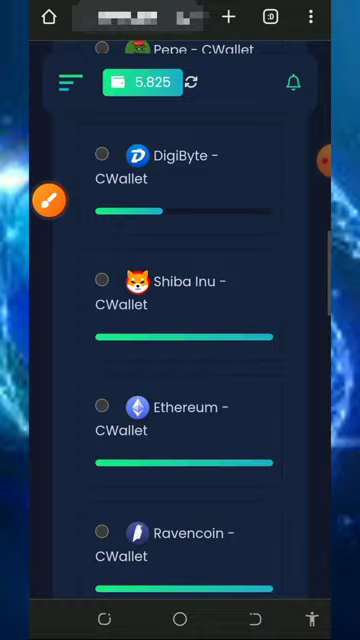 :D
Pepe - CWallet
5.825
DigiByte -
CWallet
Shiba Inu -
CWallet
Ethereum -
CWallet
Ravencoin -
CWallet